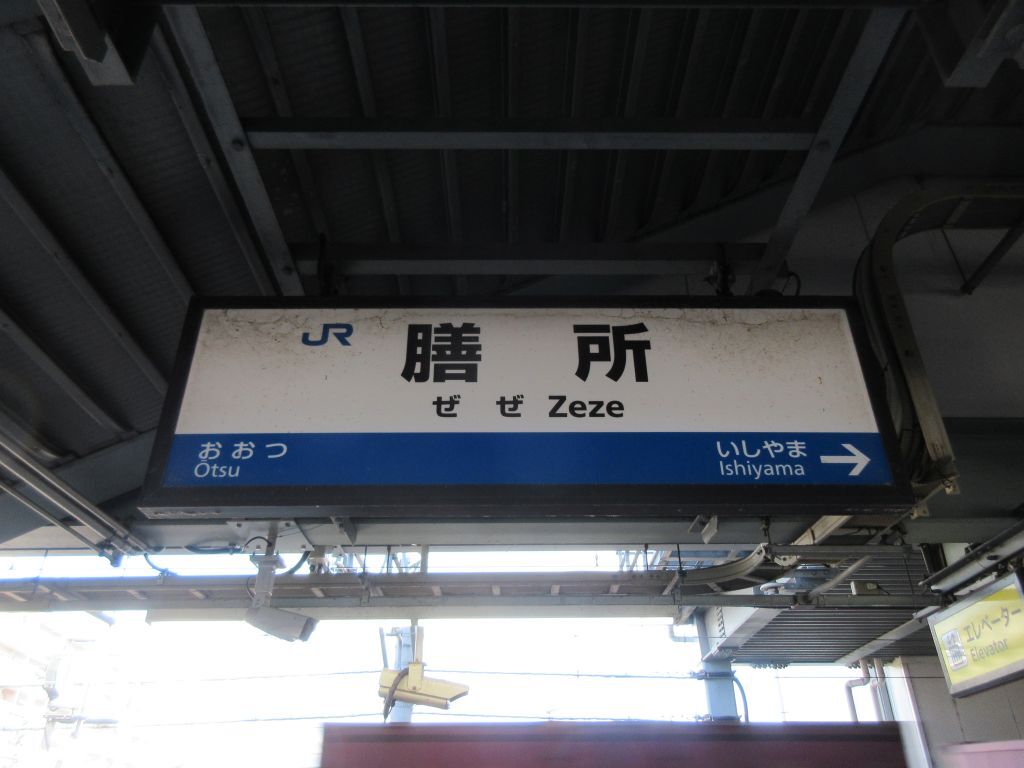 JR 膳所
ぜぜ Zeze
おおつ
Ōtsu
いしやま →
Ishiyama
エレベーター
Elevator